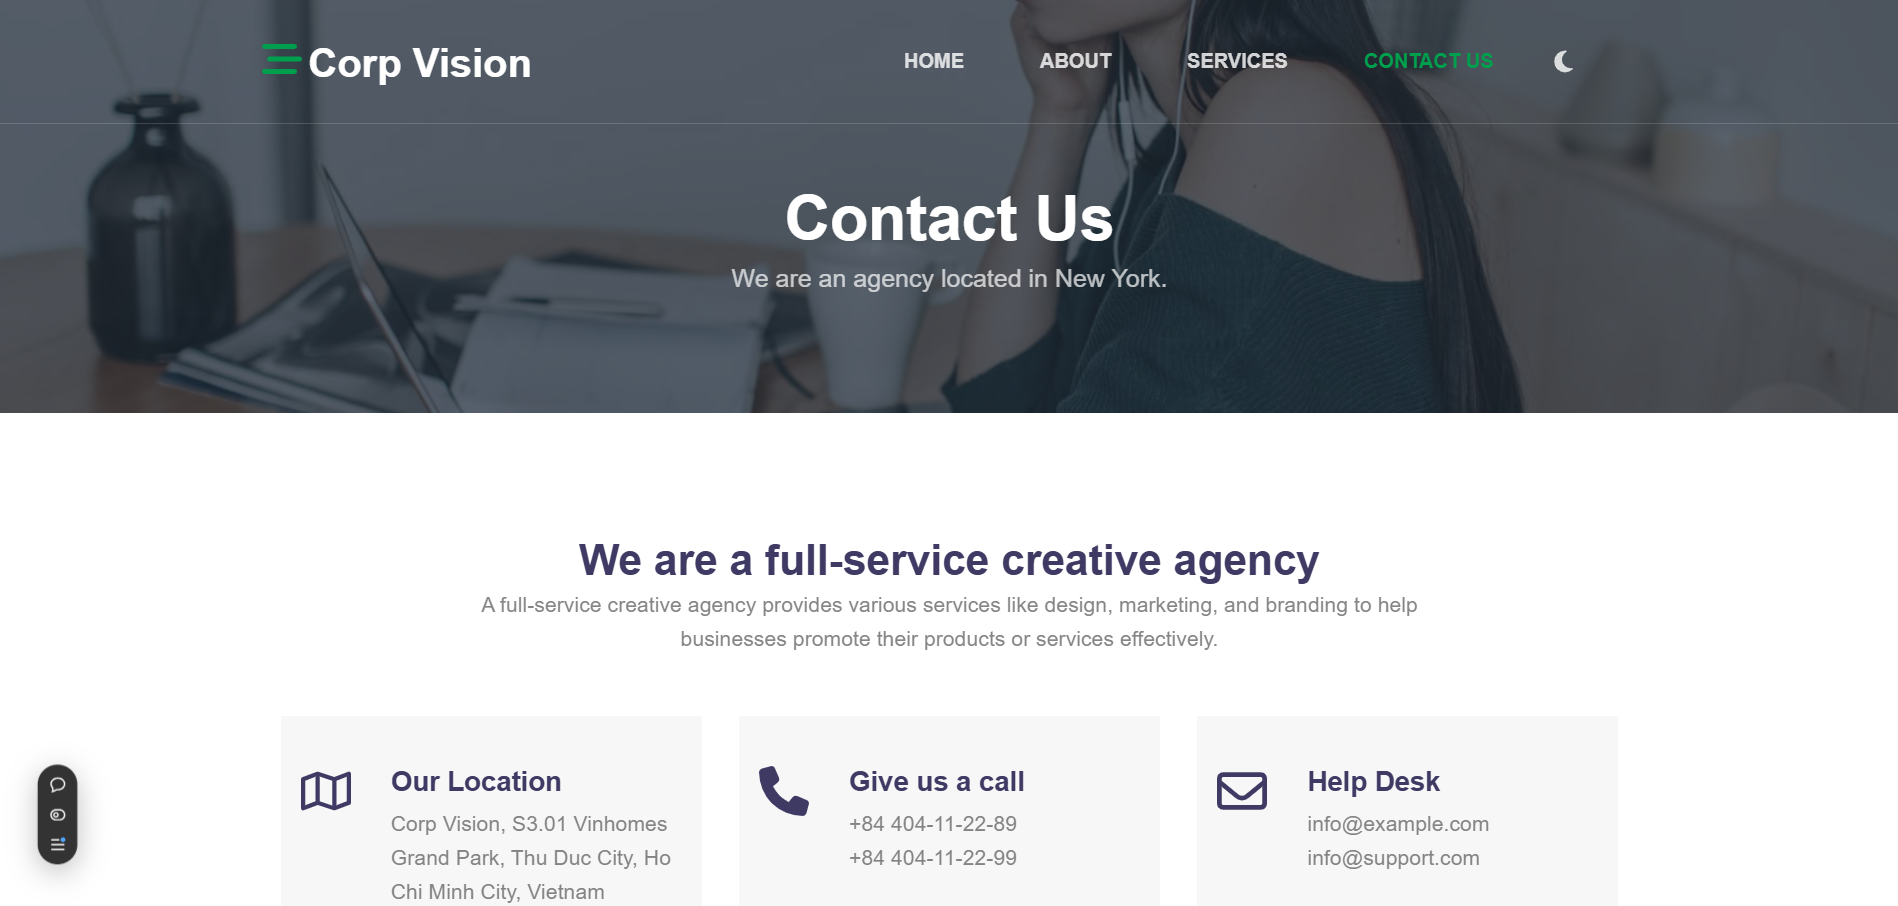 Corp Vision
HOME
ABOUT
SERVICES
CONTACT US
Contact Us
We are an agency located in New York.
We are a full-service creative agency
A full-service creative agency provides various services like design, marketing, and branding to help
businesses promote their products or services effectively.
Our Location
Corp Vision, S3.01 Vinhomes
Grand Park, Thu Duc City, Ho
Chi Minh City, Vietnam
Give us a call
+84 404-11-22-89
+84 404-11-22-99
Help Desk
info@example.com
info@support.com